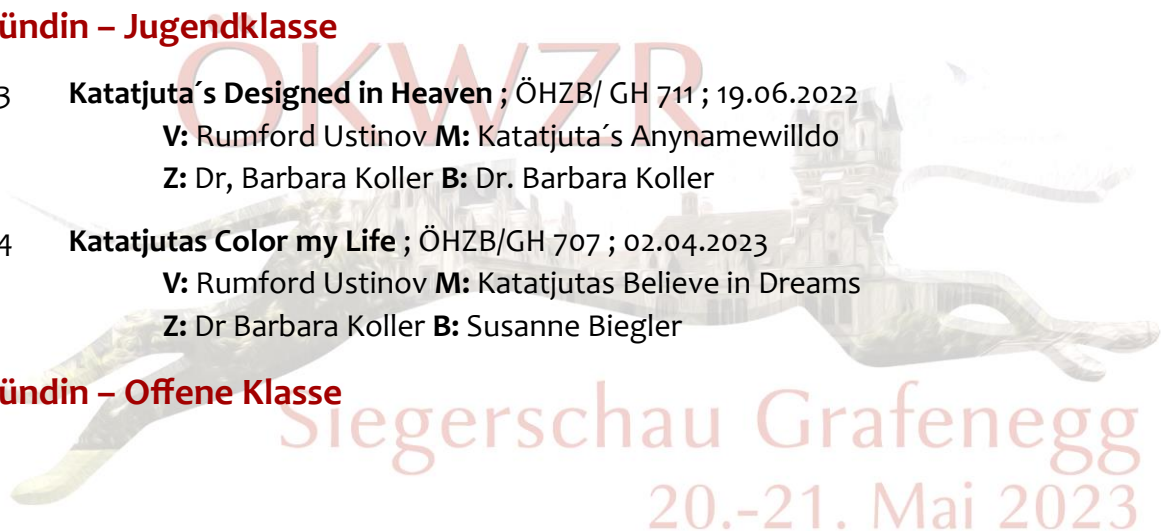 ündin – Jugendklasse
ÖKWZR
3 Katatjuta´s Designed in Heaven ; ÖHZB/ GH 711 ; 19.06.2022
V: Rumford Ustinov M: Katatjuta´s Anynamewilldo
Z: Dr, Barbara Koller B: Dr. Barbara Koller
4 Katatjutas Color my Life ; ÖHZB/GH 707 ; 02.04.2023
V: Rumford Ustinov M: Katatjutas Believe in Dreams
Z: Dr Barbara Koller B: Susanne Biegler
ündin – Offene Klasse
Siegerschau Grafenegg
20.-21. Mai 2023